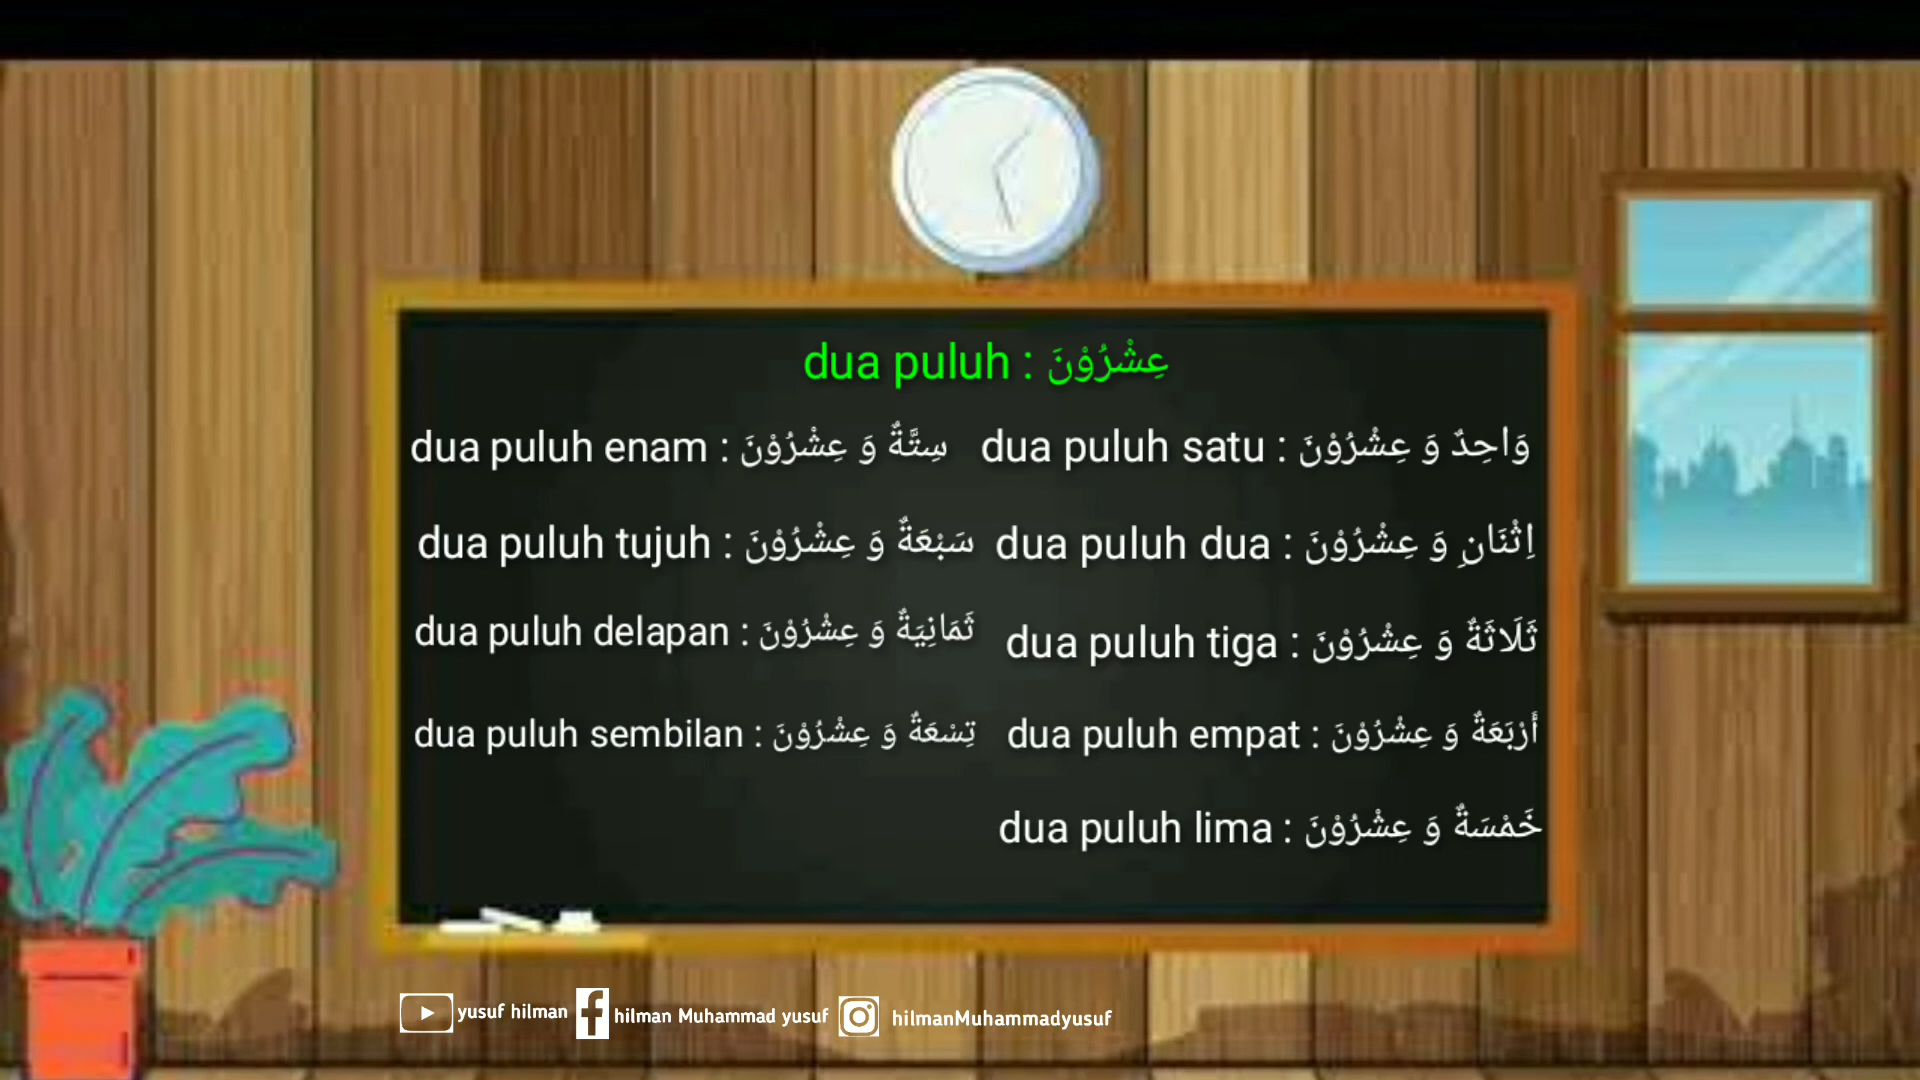 dua puluh : عِشْرُوْنَ
dua puluh enam : سِتَّةٌ وَ عِشْرُوْنَ
dua puluh satu : وَاحِدٌ وَ عِشْرُوْنَ
dua puluh tujuh : سَبْعَةٌ وَ عِشْرُوْنَ
dua puluh dua : اِثْنَانِ وَ عِشْرُوْنَ
dua puluh delapan : ثَمَانِيَةٌ وَ عِشْرُوْنَ
dua puluh tiga : ثَلَاثَةٌ وَ عِشْرُوْنَ
dua puluh sembilan : تِسْعَةٌ وَ عِشْرُوْنَ
dua puluh empat : أَرْبَعَةٌ وَ عِشْرُوْنَ
dua puluh lima : خَمْسَةٌ وَ عِشْرُوْنَ
yusuf hilman hilman Muhammad yusuf hilmanMuhammadyusuf